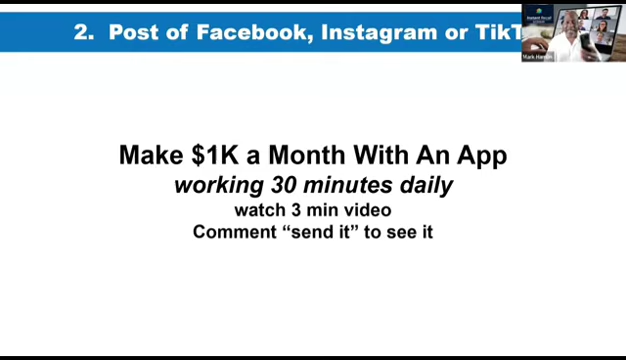 2. Post of Facebook, Instagram or TikT
Make $1K a Month With An App
working 30 minutes daily
watch 3 min video
Comment “send it” to see it
Mark